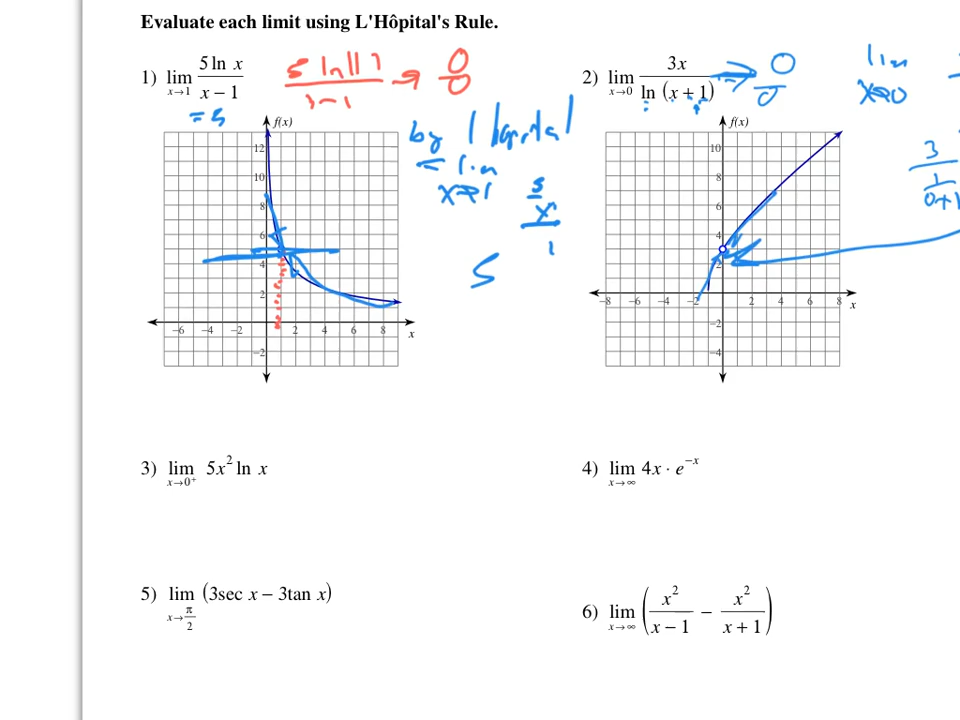 Evaluate each limit using L'Hôpital's Rule.
1) lim x→1 5 ln x / x − 1
= 5
5 ln(1) / 1-1 → 0/0
by l'hopital
= lim x→1 5/x / 1
5
f(x)
12
10
8
6
4
2
−2
−6 −4 −2 2 4 6 8 x
2) lim x→0 3x / ln (x + 1)
→ 0/0
lim x→0
3 / 1/0+1
f(x)
10
8
6
4
2
−2
−4
−8 −6 −4 −2 2 4 6 8 x
3) lim x→0⁺ 5x² ln x
4) lim x→∞ 4x · e⁻ˣ
5) lim x→π/2 (3sec x − 3tan x)
6) lim x→∞ (x² / x − 1 − x² / x + 1)